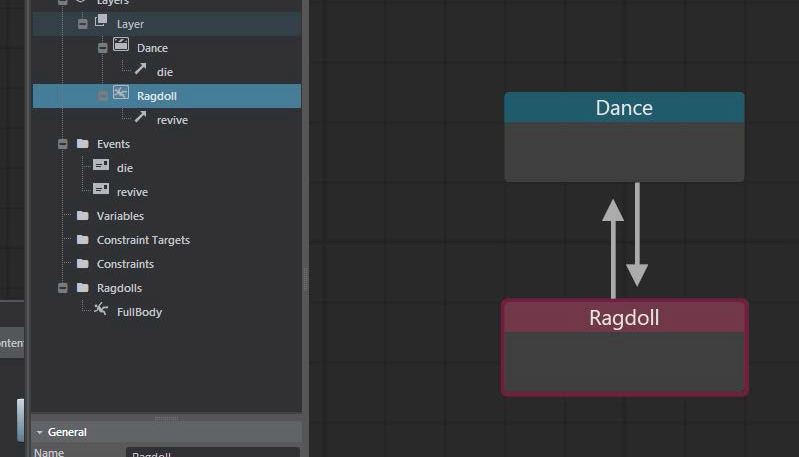 Layers
Layer
Dance
die
Ragdoll
revive
Events
die
revive
Variables
Constraint Targets
Constraints
Ragdolls
FullBody
General
Name
Ragdoll
Dance
Ragdoll